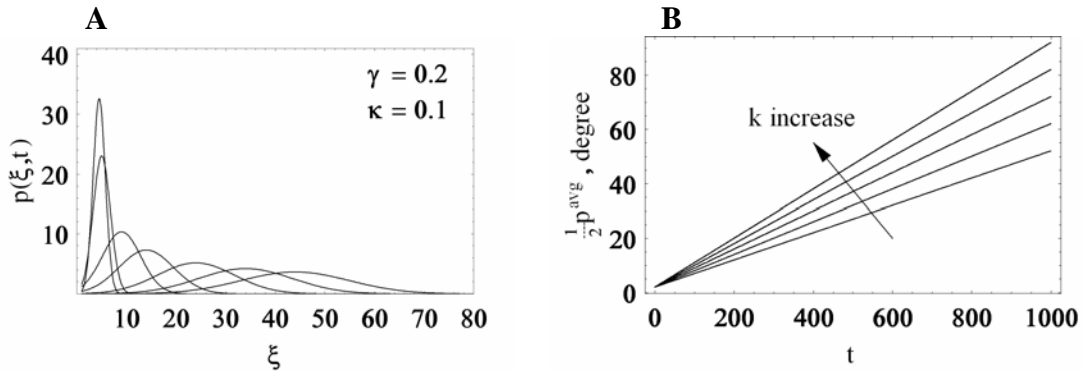 A
40
30
20
10
p(ξ,t)
γ = 0.2
κ = 0.1
10 20 30 40 50 60 70 80
ξ
B
80
60
40
20
0
½ p^avg , degree
k increase
0 200 400 600 800 1000
t